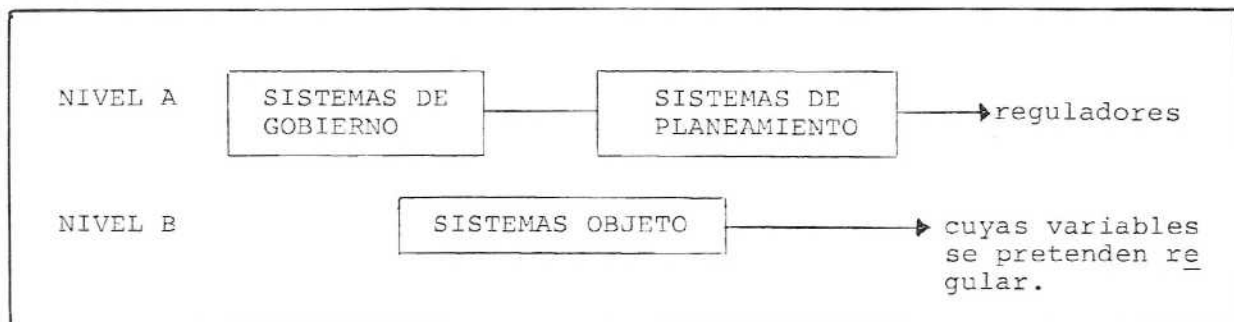 NIVEL A
SISTEMAS DE
GOBIERNO
SISTEMAS DE
PLANEAMIENTO
reguladores
NIVEL B
SISTEMAS OBJETO
cuyas variables
se pretenden re
gular.